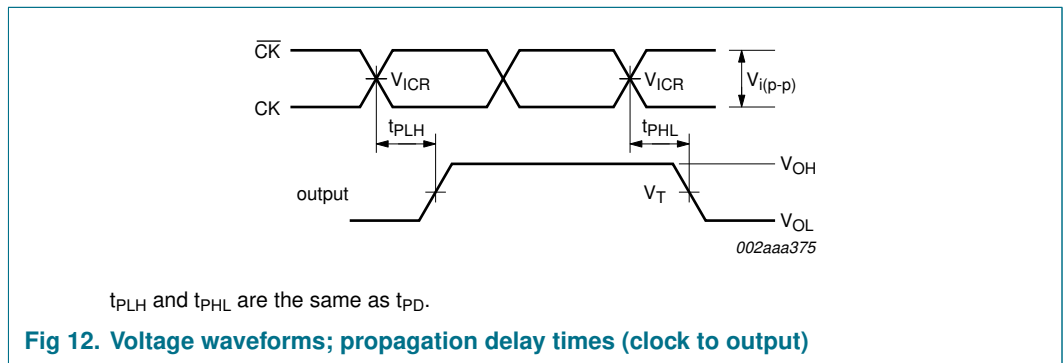 C̅K̅
V_ICR V_ICR V_i(p-p)
CK
t_PLH t_PHL
V_OH
output V_T
V_OL
002aaa375
t_PLH and t_PHL are the same as t_PD.
Fig 12. Voltage waveforms; propagation delay times (clock to output)